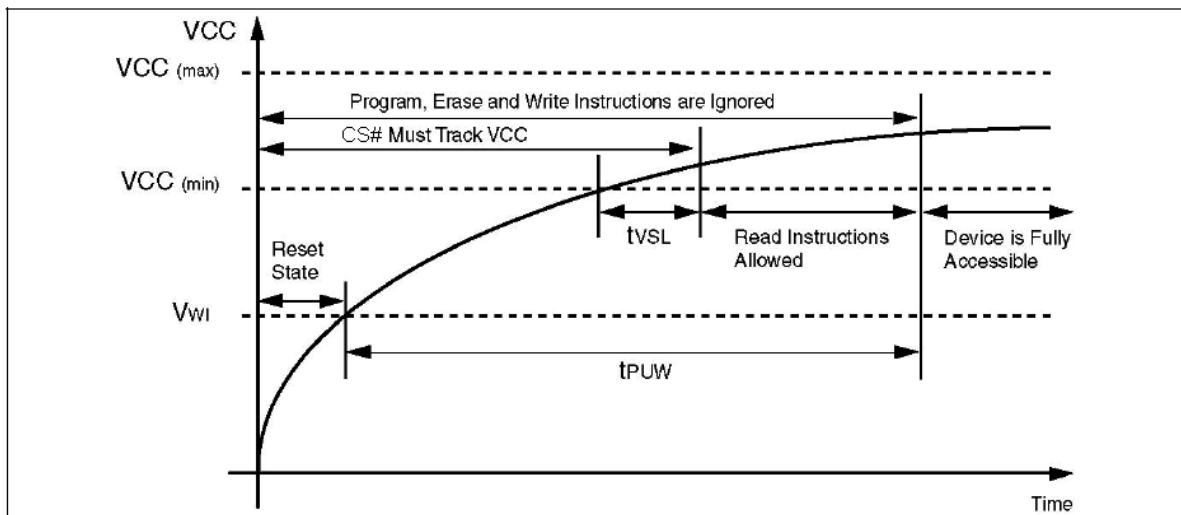 VCC
VCC (max)
Program, Erase and Write Instructions are Ignored
CS# Must Track VCC
VCC (min)
tVSL
Read Instructions
Allowed
Device is Fully
Accessible
Reset
State
VWI
tPUW
Time